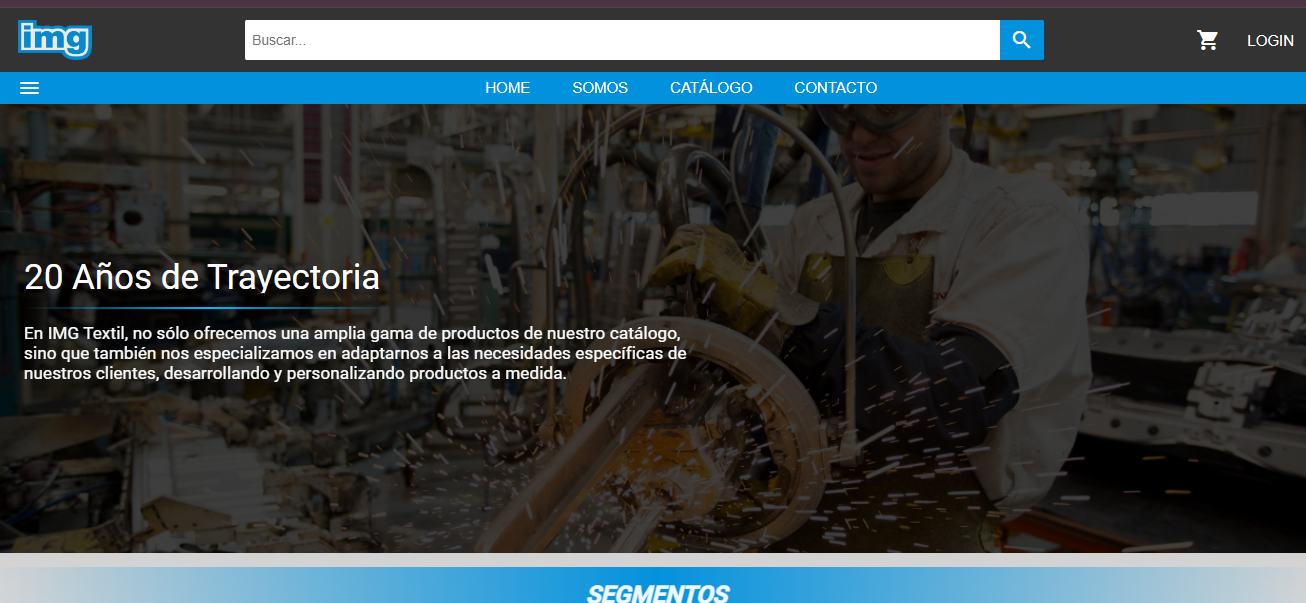 img
Buscar...
LOGIN
HOME SOMOS CATÁLOGO CONTACTO
20 Años de Trayectoria
En IMG Textil, no sólo ofrecemos una amplia gama de productos de nuestro catálogo,
sino que también nos especializamos en adaptarnos a las necesidades específicas de
nuestros clientes, desarrollando y personalizando productos a medida.
SEGMENTOS